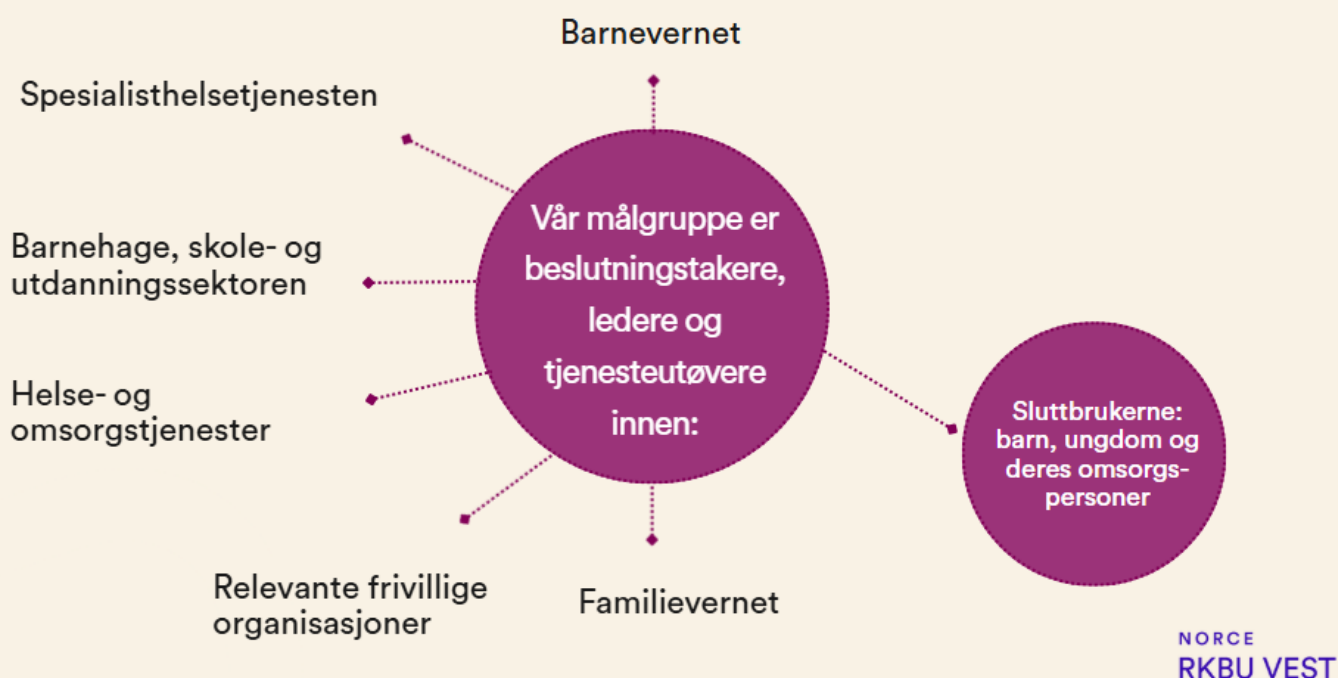 Barnevernet
Spesialisthelsetjenesten
Barnehage, skole- og
utdanningssektoren
Helse- og
omsorgstjenester
Relevante frivillige
organisasjoner
Familievernet
Vår målgruppe er
beslutningstakere,
ledere og
tjenesteutøvere
innen:
Sluttbrukerne:
barn, ungdom og
deres omsorgs-
personer
NORCE
RKBU VEST